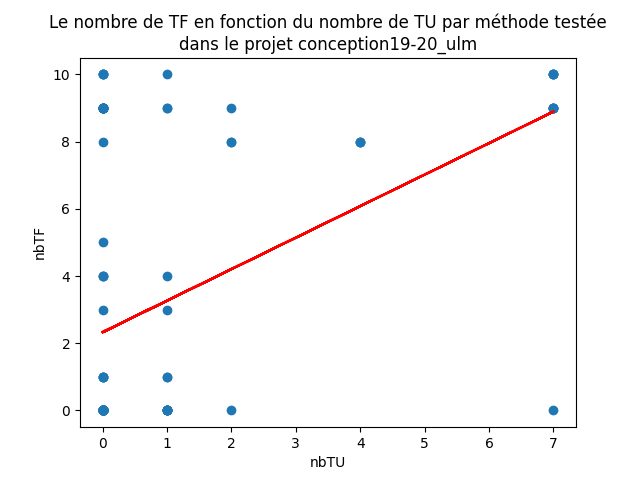 Le nombre de TF en fonction du nombre de TU par méthode testée
dans le projet conception19-20_ulm
10
8
6
4
2
0
nbTF
0 1 2 3 4 5 6 7
nbTU